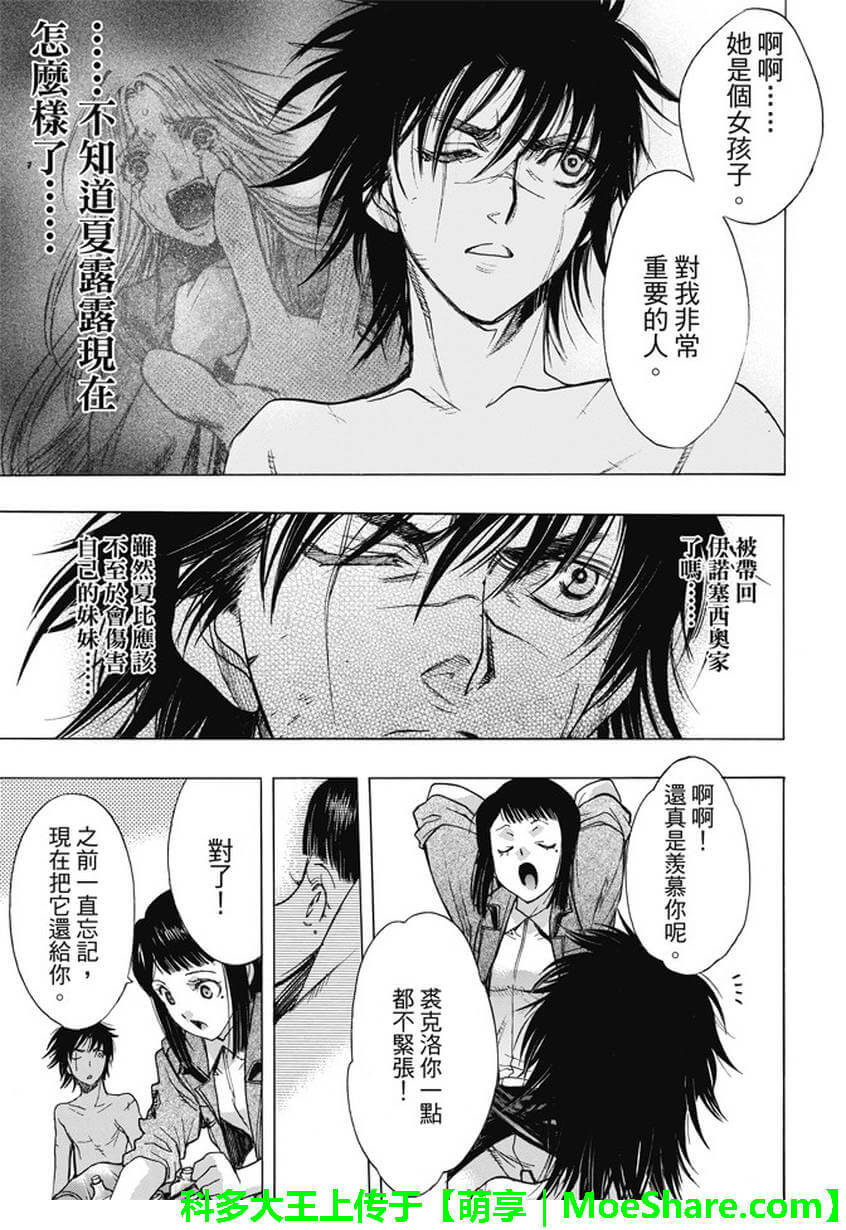 啊啊……
她是個女孩子。
對我非常
重要的人。
……不知道夏露露現在
怎麼樣了……
被帶回
伊諾塞西奧家
了嗎……
雖然夏比應該
不至於會傷害
自己的妹妹……
啊啊！
還真是羨慕你呢。
裘克洛你一點
都不緊張！
對了！
之前一直忘記，
現在把它還給你。
科多大王上传于【萌享|MoeShare.com】